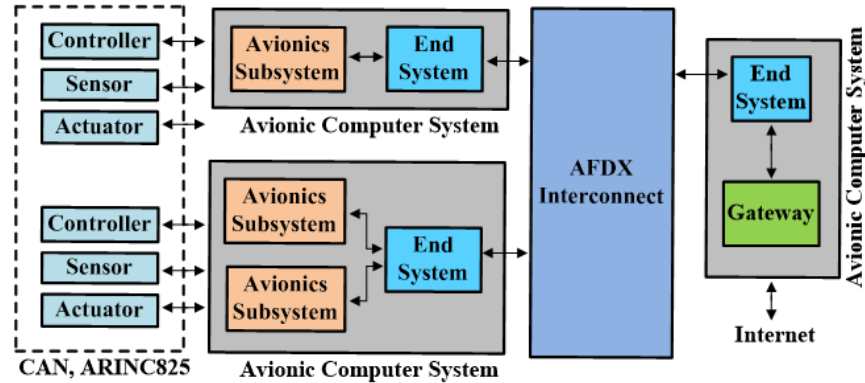 Controller
Sensor
Actuator
Controller
Sensor
Actuator
CAN, ARINC825
Avionics
Subsystem
End
System
Avionic Computer System
Avionics
Subsystem
Avionics
Subsystem
End
System
Avionic Computer System
AFDX
Interconnect
End
System
Gateway
Internet
Avionic Computer System